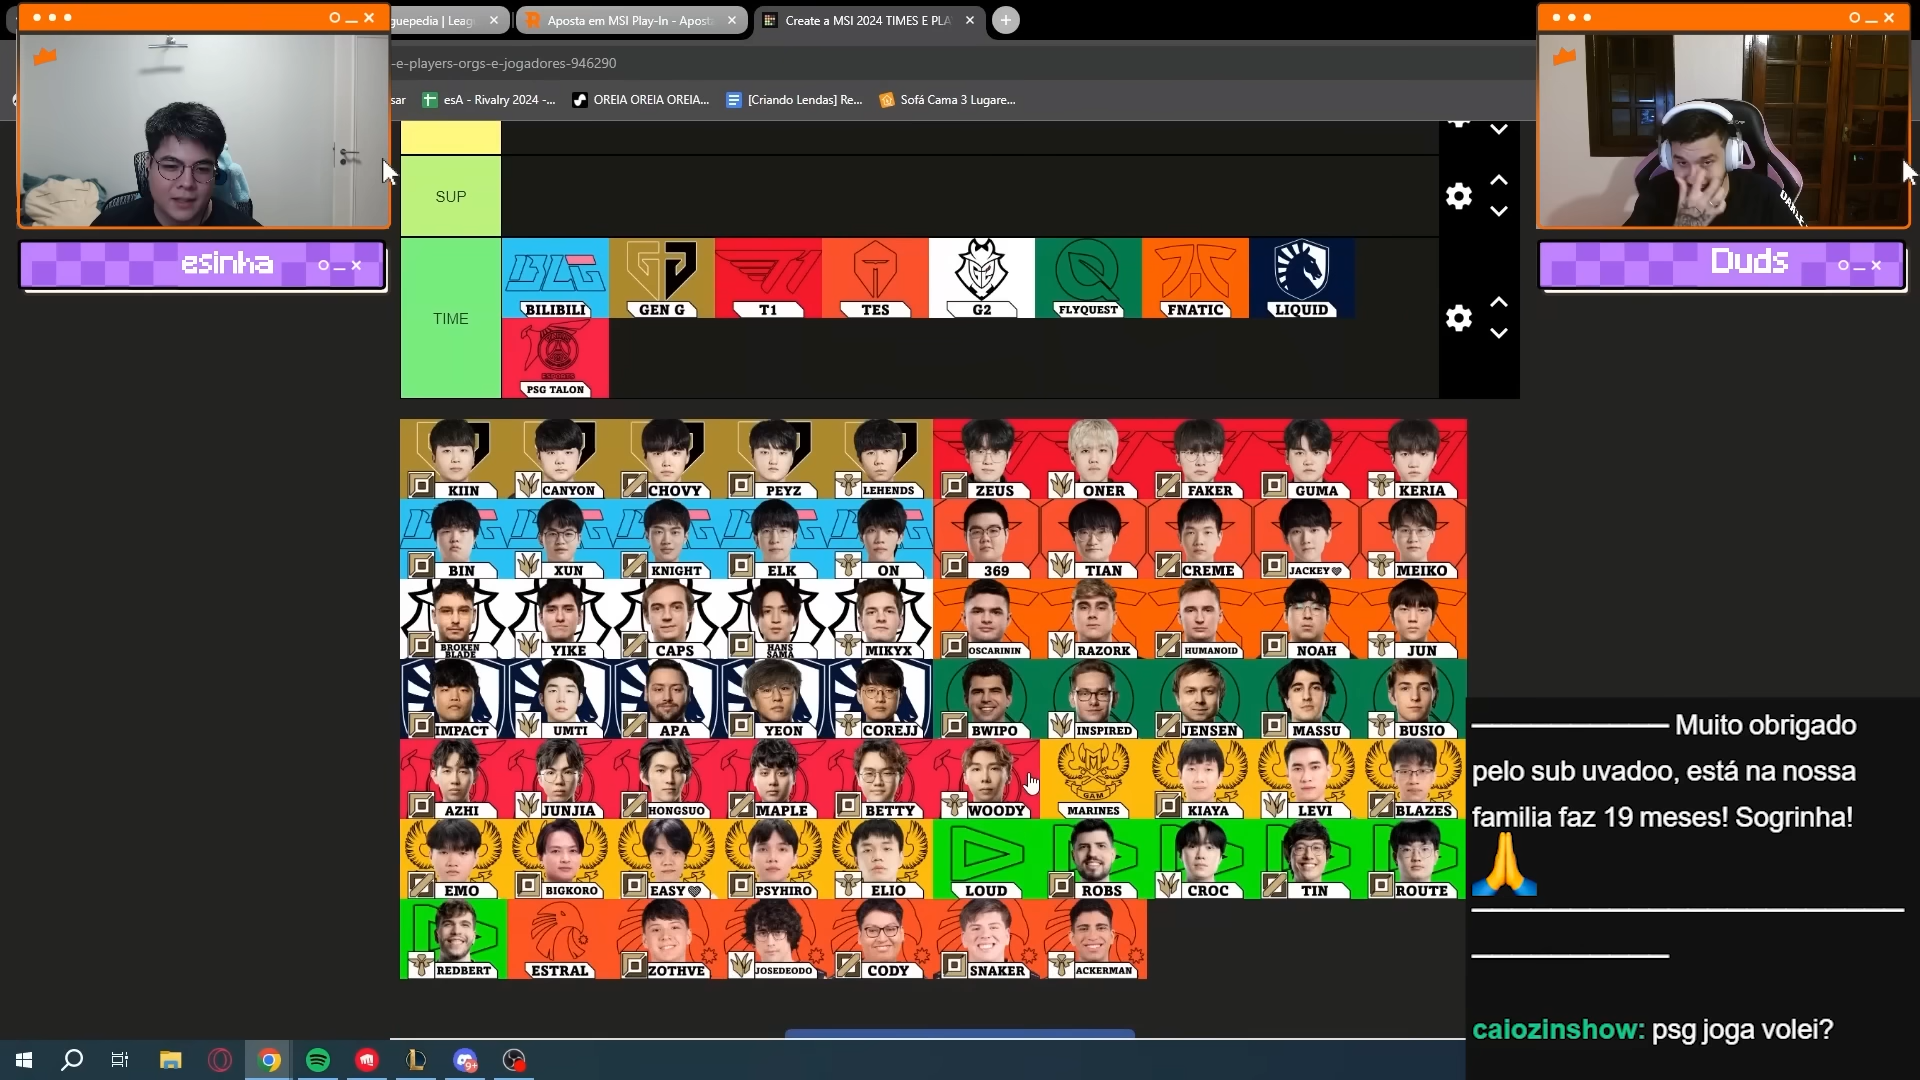 guepedia | Leag
Aposta em MSI Play-In - Aposta
Create a MSI 2024 TIMES E PLA
-e-players-orgs-e-jogadores-946290
sar
esA - Rivalry 2024 -...
OREIA OREIA OREIA...
[Criando Lendas] Re...
Sofá Cama 3 Lugare...
esinha
Duds
SUP
TIME
BILIBILI
GEN G
T1
TES
G2
FLYQUEST
FNATIC
LIQUID
PSG TALON
KIIN
CANYON
CHOVY
PEYZ
LEHENDS
ZEUS
ONER
FAKER
GUMA
KERIA
BIN
XUN
KNIGHT
ELK
ON
369
TIAN
CREME
JACKEY
MEIKO
BROKEN
BLADE
YIKE
CAPS
HANS
SAMA
MIKYX
OSCARININ
RAZORK
HUMANOID
NOAH
JUN
IMPACT
UMTI
APA
YEON
COREJJ
BWIPO
INSPIRED
JENSEN
MASSU
BUSIO
AZHI
JUNJIA
HONGSUO
MAPLE
BETTY
WOODY
GAM
MARINES
KIAYA
LEVI
BLAZES
EMO
BIGKORO
EASY
PSYHIRO
ELIO
LOUD
ROBS
CROC
TIN
ROUTE
REDBERT
ESTRAL
ZOTHVE
JOSEDEODO
CODY
SNAKER
ACKERMAN
Muito obrigado
pelo sub uvadoo, está na nossa
familia faz 19 meses! Sogrinha!
🙏
caiozinshow: psg joga volei?
9+